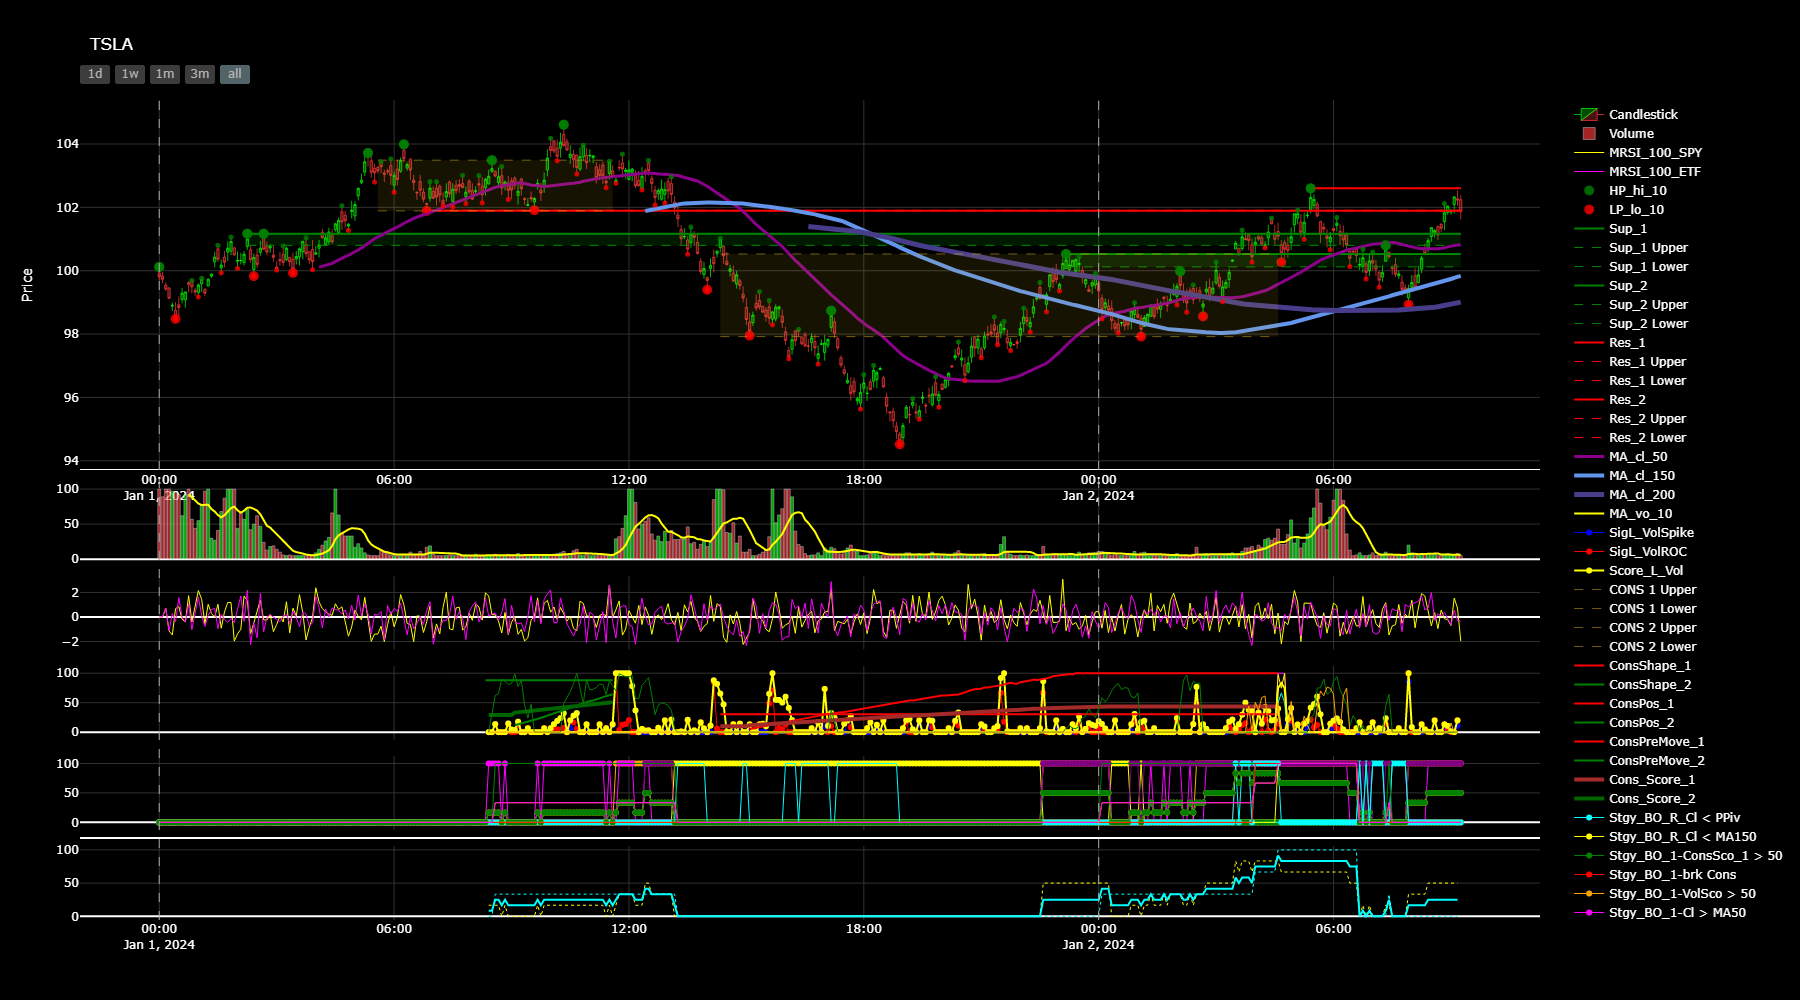 TSLA
1d 1w 1m 3m all
Price
104
102
100
98
96
94
00:00 06:00 12:00 18:00 00:00 06:00
Jan 1, 2024 Jan 2, 2024
100
50
0
2
0
−2
100
50
0
100
50
0
100
50
0
00:00 06:00 12:00 18:00 00:00 06:00
Jan 1, 2024 Jan 2, 2024
Candlestick
Volume
MRSI_100_SPY
MRSI_100_ETF
HP_hi_10
LP_lo_10
Sup_1
Sup_1 Upper
Sup_1 Lower
Sup_2
Sup_2 Upper
Sup_2 Lower
Res_1
Res_1 Upper
Res_1 Lower
Res_2
Res_2 Upper
Res_2 Lower
MA_cl_50
MA_cl_150
MA_cl_200
MA_vo_10
SigL_VolSpike
SigL_VolROC
Score_L_Vol
CONS 1 Upper
CONS 1 Lower
CONS 2 Upper
CONS 2 Lower
ConsShape_1
ConsShape_2
ConsPos_1
ConsPos_2
ConsPreMove_1
ConsPreMove_2
Cons_Score_1
Cons_Score_2
Stgy_BO_R_Cl < PPiv
Stgy_BO_R_Cl < MA150
Stgy_BO_1-ConsSco_1 > 50
Stgy_BO_1-brk Cons
Stgy_BO_1-VolSco > 50
Stgy_BO_1-Cl > MA50